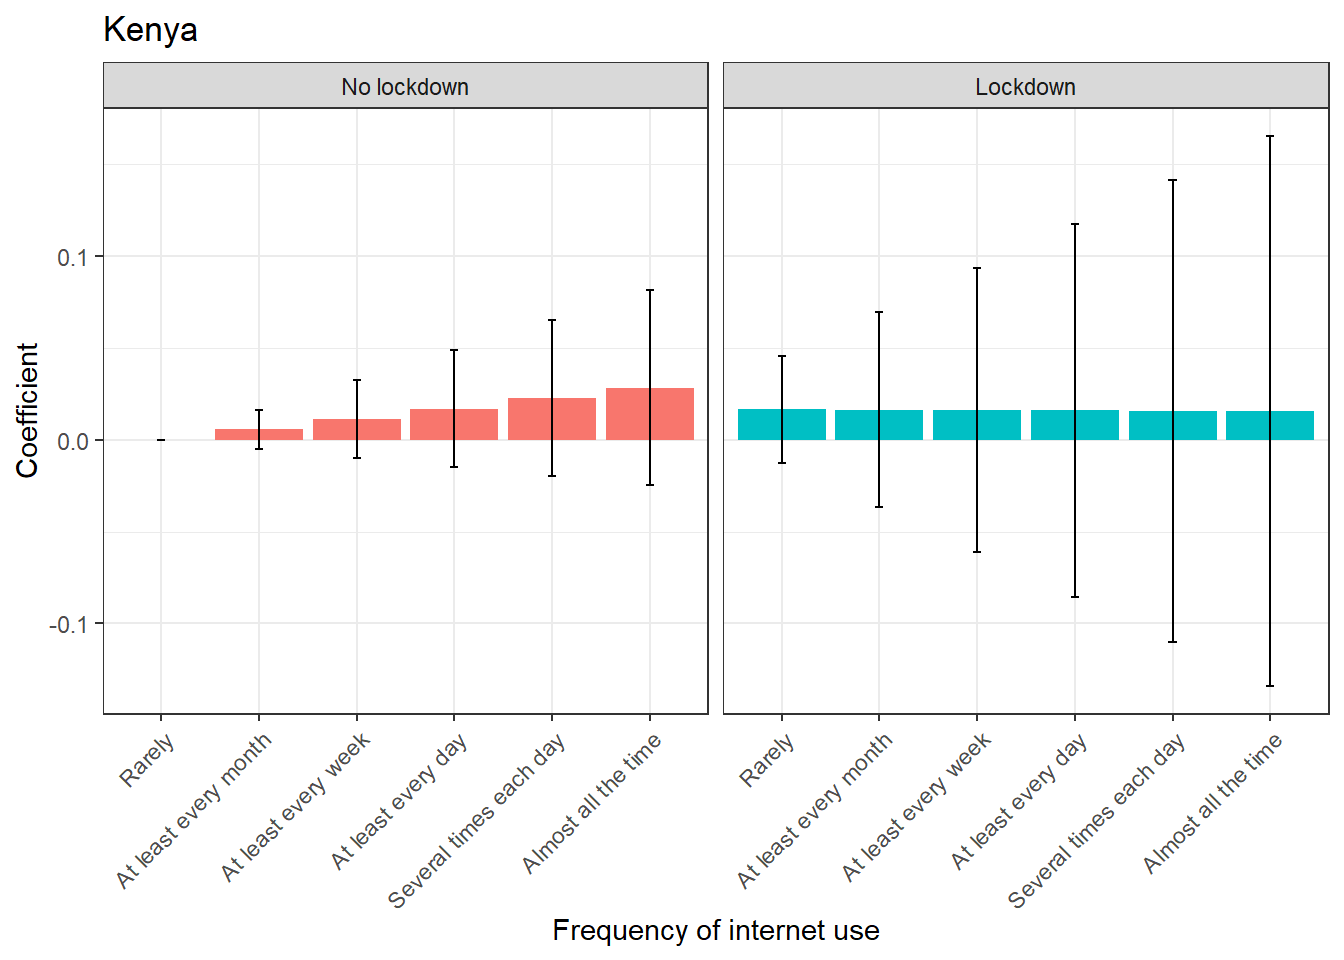 Kenya
No lockdown
Lockdown
Coefficient
0.1
0.0
-0.1
Rarely
At least every month
At least every week
At least every day
Several times each day
Almost all the time
Rarely
At least every month
At least every week
At least every day
Several times each day
Almost all the time
Frequency of internet use